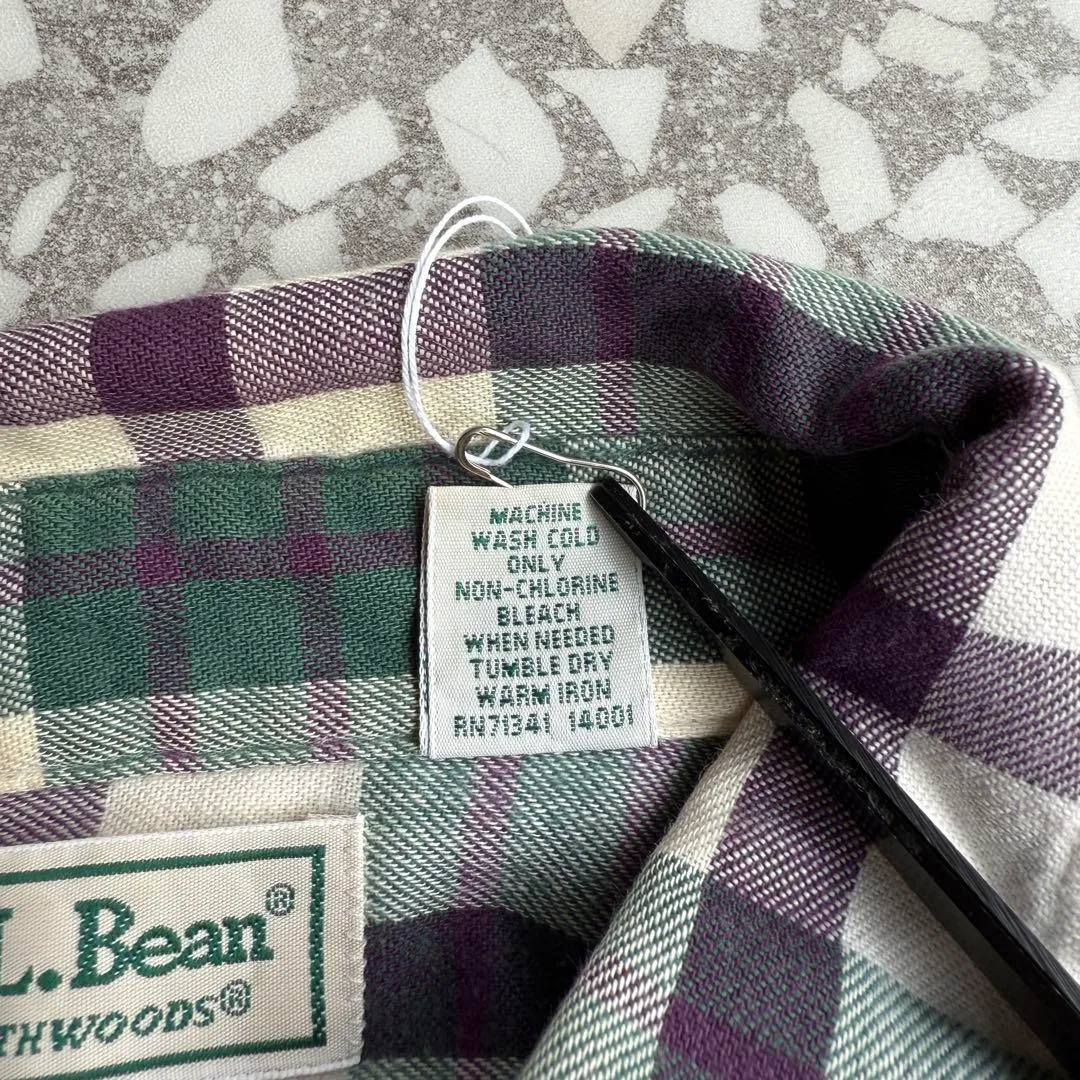 MACHINE
WASH COLD
ONLY
NON-CHLORINE
BLEACH
WHEN NEEDED
TUMBLE DRY
WARM IRON
RN71341 14001
L.Bean®
THWOODS®